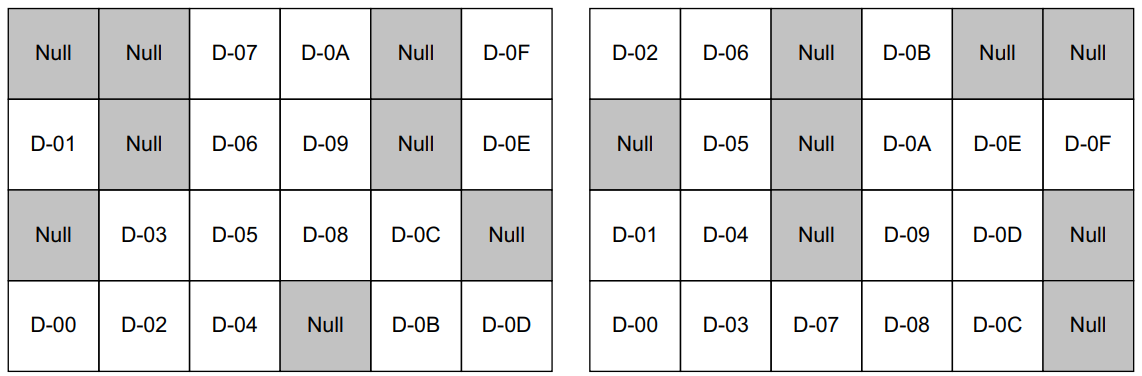 Null Null D-07 D-0A Null D-0F
D-01 Null D-06 D-09 Null D-0E
Null D-03 D-05 D-08 D-0C Null
D-00 D-02 D-04 Null D-0B D-0D
D-02 D-06 Null D-0B Null Null
Null D-05 Null D-0A D-0E D-0F
D-01 D-04 Null D-09 D-0D Null
D-00 D-03 D-07 D-08 D-0C Null